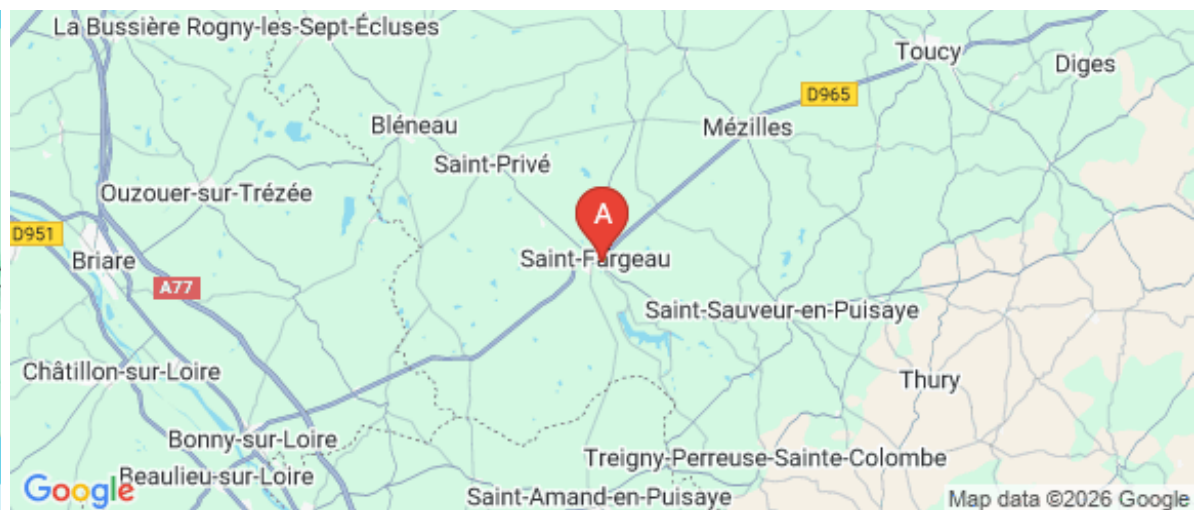 La Bussière Rogny-les-Sept-Écluses
Toucy
Diges
D965
Bléneau
Mézilles
Saint-Privé
Ouzouer-sur-Trézée
A
D951
Briare
Saint-Fargeau
A77
Saint-Sauveur-en-Puisaye
Châtillon-sur-Loire
Thury
Bonny-sur-Loire
Treigny-Perreuse-Sainte-Colombe
Beaulieu-sur-Loire
Google
Saint-Amand-en-Puisaye
Map data ©2026 Google